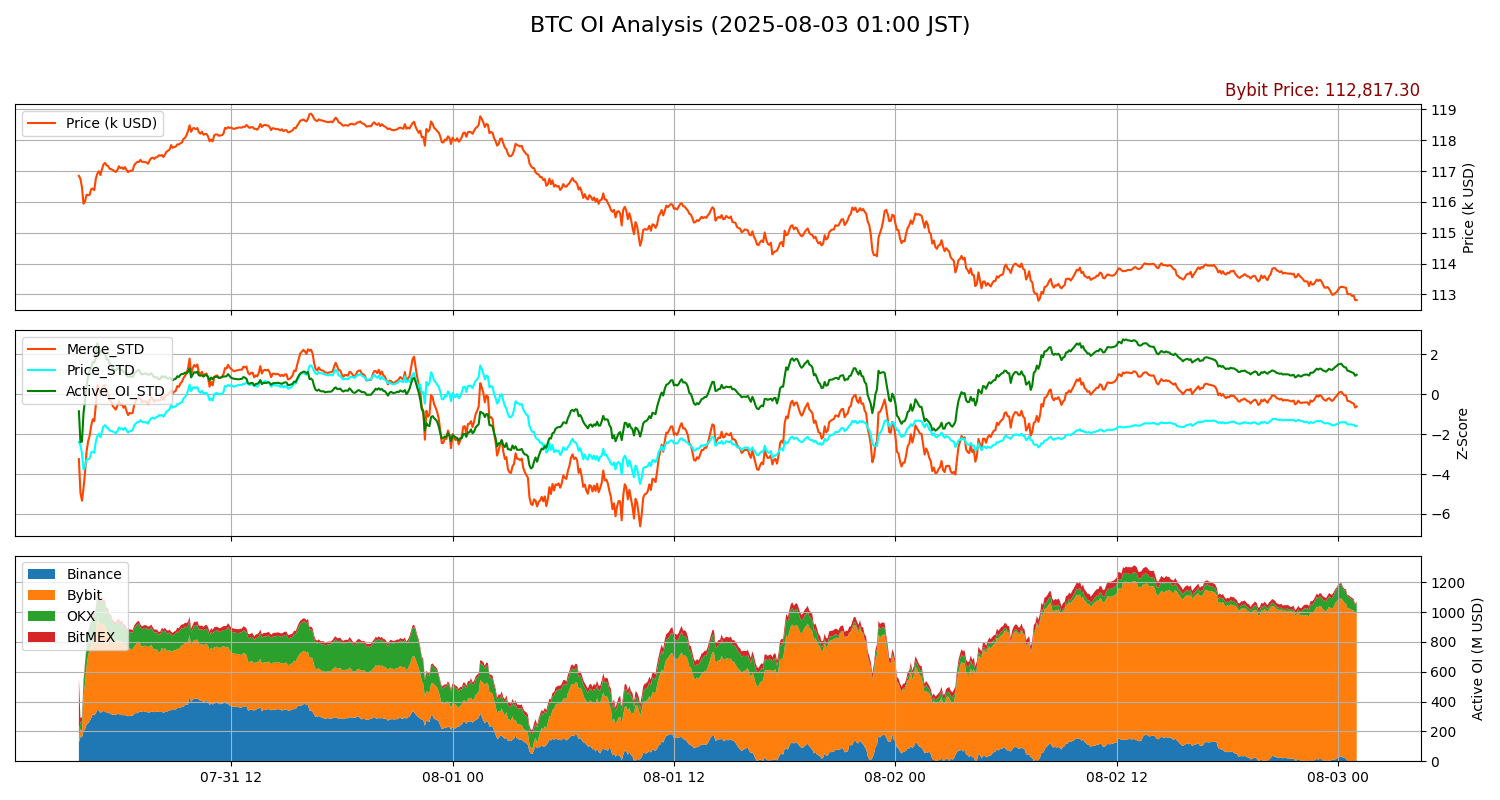 BTC OI Analysis (2025-08-03 01:00 JST)
Bybit Price: 112,817.30
Price (k USD)
119
118
117
116
115
114
113
Price (k USD)
Merge_STD
Price_STD
Active_OI_STD
2
0
−2
−4
−6
Z-Score
Binance
Bybit
OKX
BitMEX
1200
1000
800
600
400
200
0
Active OI (M USD)
07-31 12
08-01 00
08-01 12
08-02 00
08-02 12
08-03 00